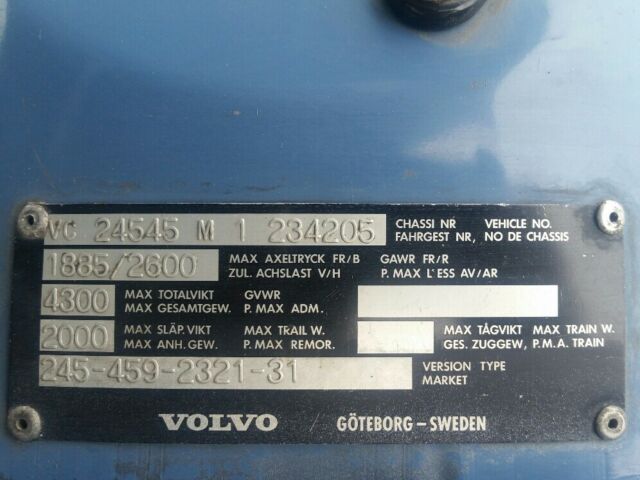 VC 24545 M 1 234205 CHASSI NR VEHICLE NO.
FAHRGEST NR, NO DE CHASSIS
1885/2600 MAX AXELTRYCK FR/B GAWR FR/R
ZUL. ACHSLAST V/H P. MAX L'ESS AV/AR
4300 MAX TOTALVIKT GVWR
MAX GESAMTGEW. P. MAX ADM.
2000 MAX SLÄP.VIKT MAX TRAIL W. MAX TÅGVIKT MAX TRAIN W.
MAX ANH. GEW. P. MAX REMOR. GES. ZUGGEW, P.M.A. TRAIN
245-459-2321-31 VERSION TYPE
MARKET
VOLVO GÖTEBORG – SWEDEN